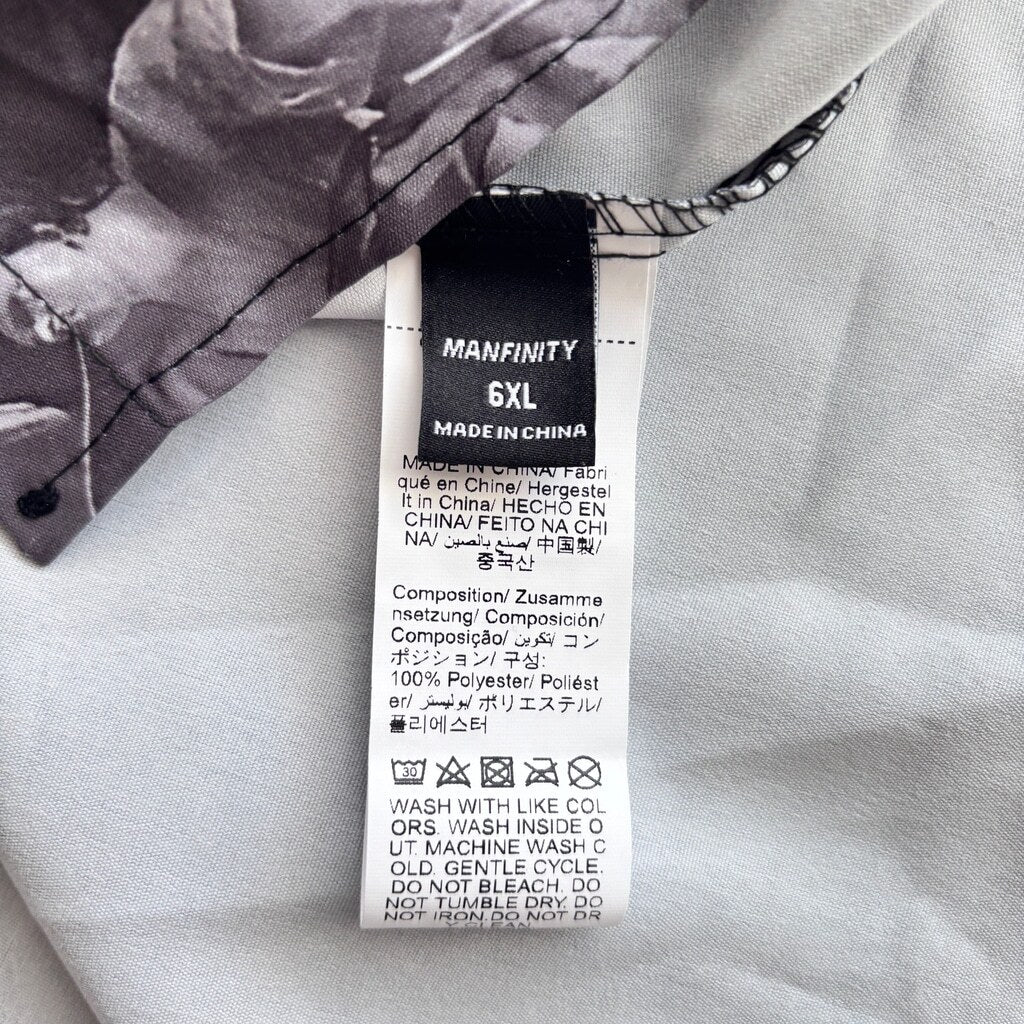 MANFINITY
6XL
MADE IN CHINA
MADE IN CHINA/ Fabri
qué en Chine/ Hergestel
lt in China/ HECHO EN
CHINA/ FEITO NA CHI
NA/ صنع بالصين/ 中国製/
중국산
Composition/ Zusamme
nsetzung/ Composición/
Composição/ تكوين/ コン
ポジション/ 구성:
100% Polyester/ Poliést
er/ بوليستر/ ポリエステル/
폴리에스터
30
WASH WITH LIKE COL
ORS. WASH INSIDE O
UT. MACHINE WASH C
OLD. GENTLE CYCLE.
DO NOT BLEACH. DO
NOT TUMBLE DRY. DO
NOT IRON.DO NOT DR
Y CLEAN